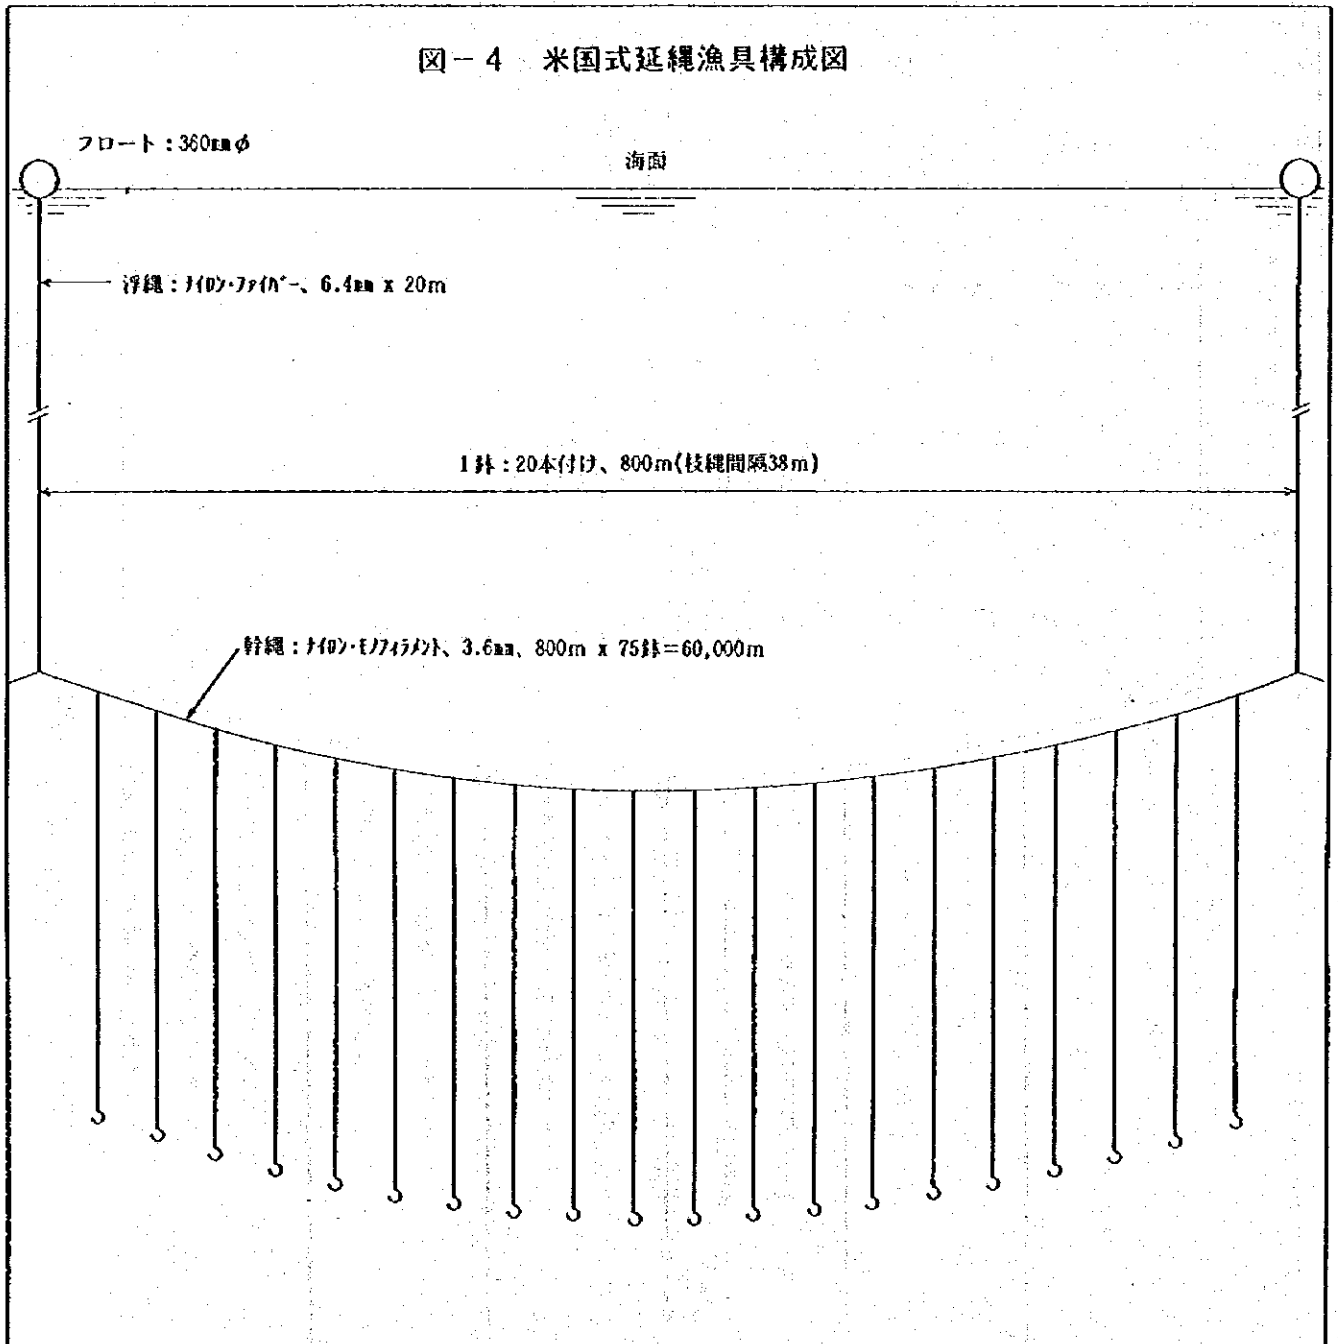 図－4　米国式延縄漁具構成図
フロート：360mmφ
海面
浮縄：ﾅｲﾛﾝ･ﾌｧｲﾊﾞｰ、6.4mm x 20m
1鉢：20本付け、800m(枝縄間隔38m)
幹縄：ﾅｲﾛﾝ･ﾓﾉﾌｨﾗﾒﾝﾄ、3.6mm、800m x 75鉢=60,000m